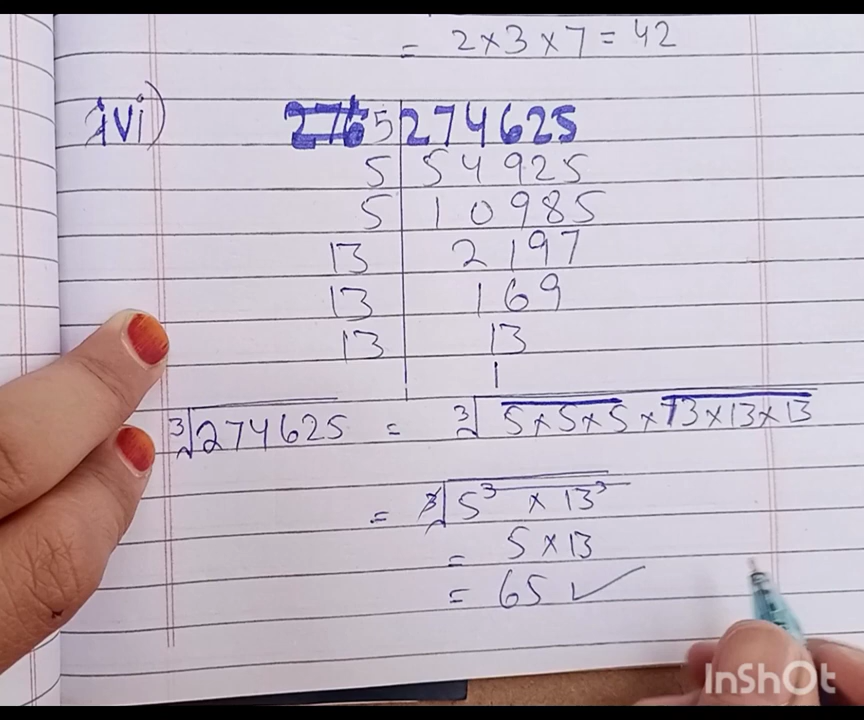 = 2×3×7 = 42
vi) 5 274625
5 54925
5 10985
13 2197
13 169
13 13
1
∛274625 = ∛5×5×5×13×13×13
= ∛5³ × 13³
= 5×13
= 65 ✓
InShOt